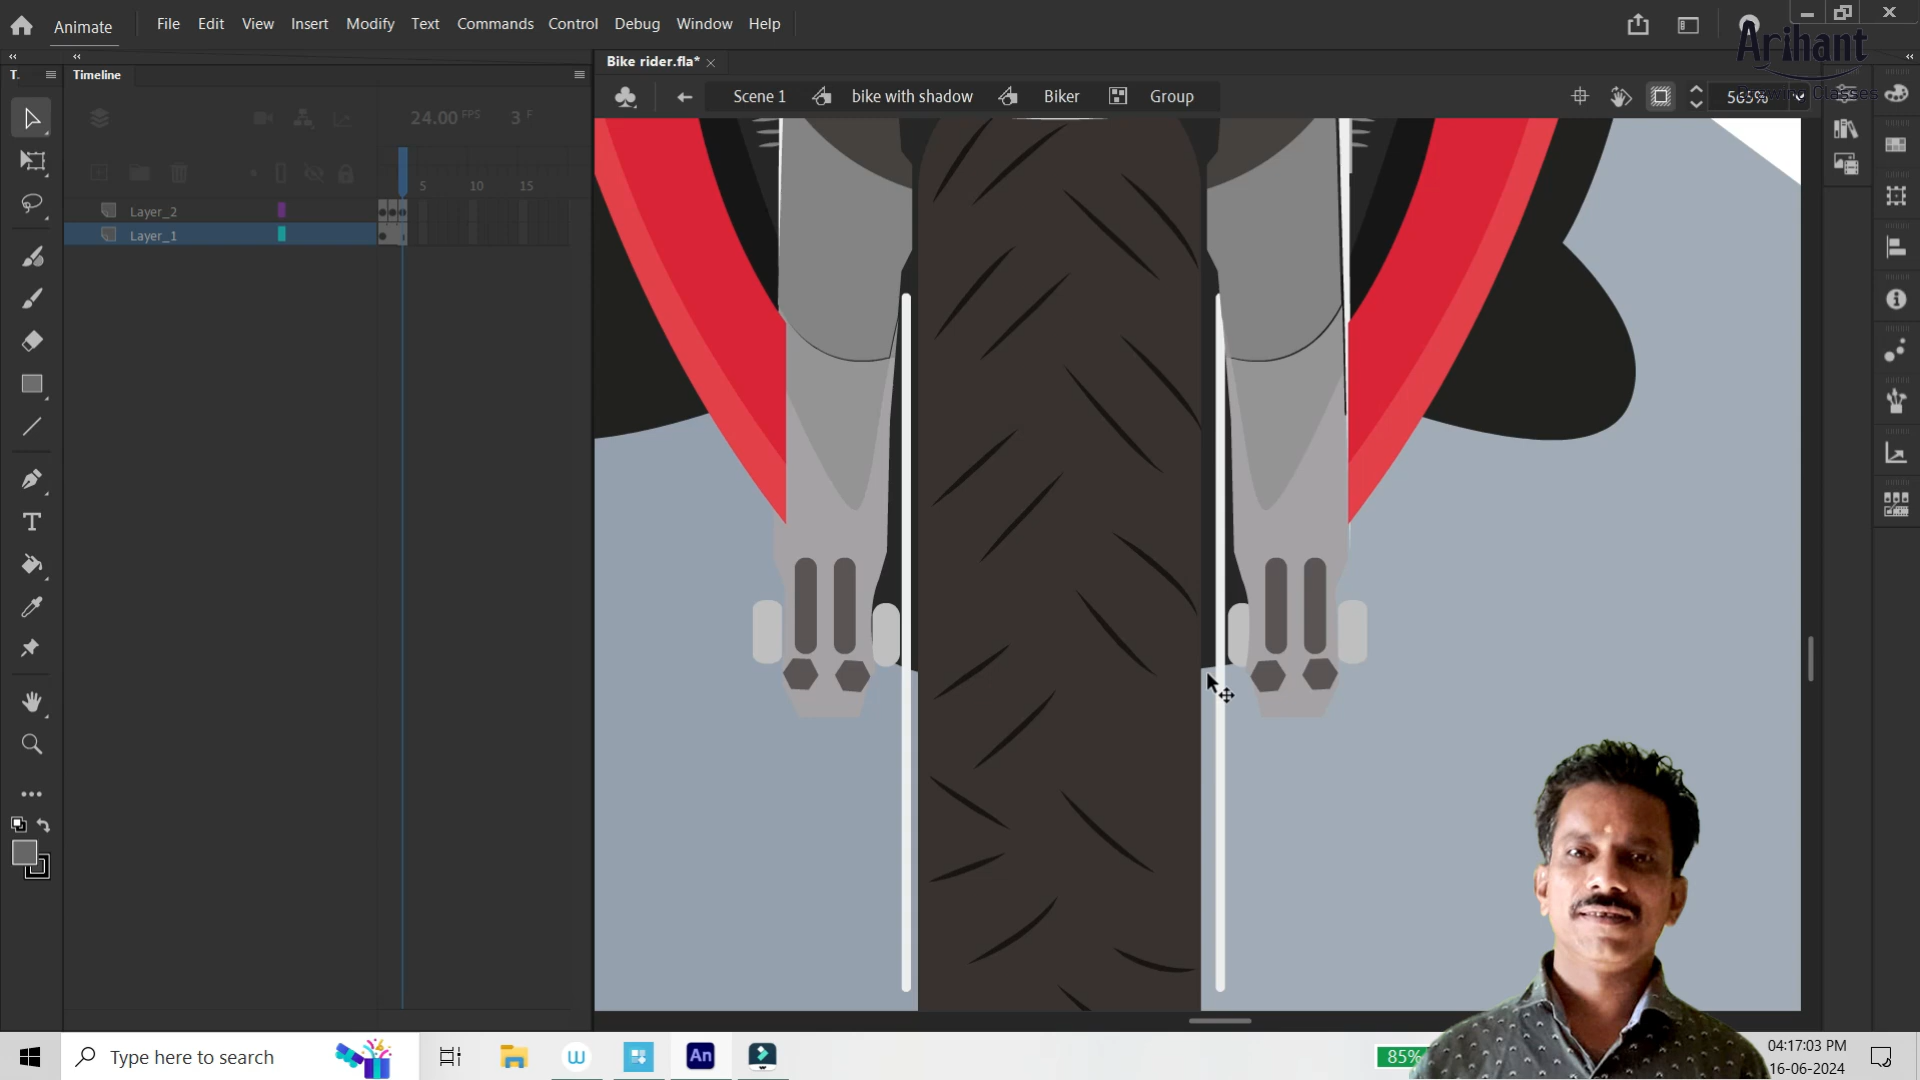 Animate
File Edit View Insert Modify Text Commands Control Debug Window Help
Arihant
T. Timeline
Bike rider.fla*
Scene 1 bike with shadow Biker Group
565%
24.00 FPS 3 F
5 10 15
Layer_2
Layer_1
Type here to search
An
85%
04:17:03 PM
16-06-2024